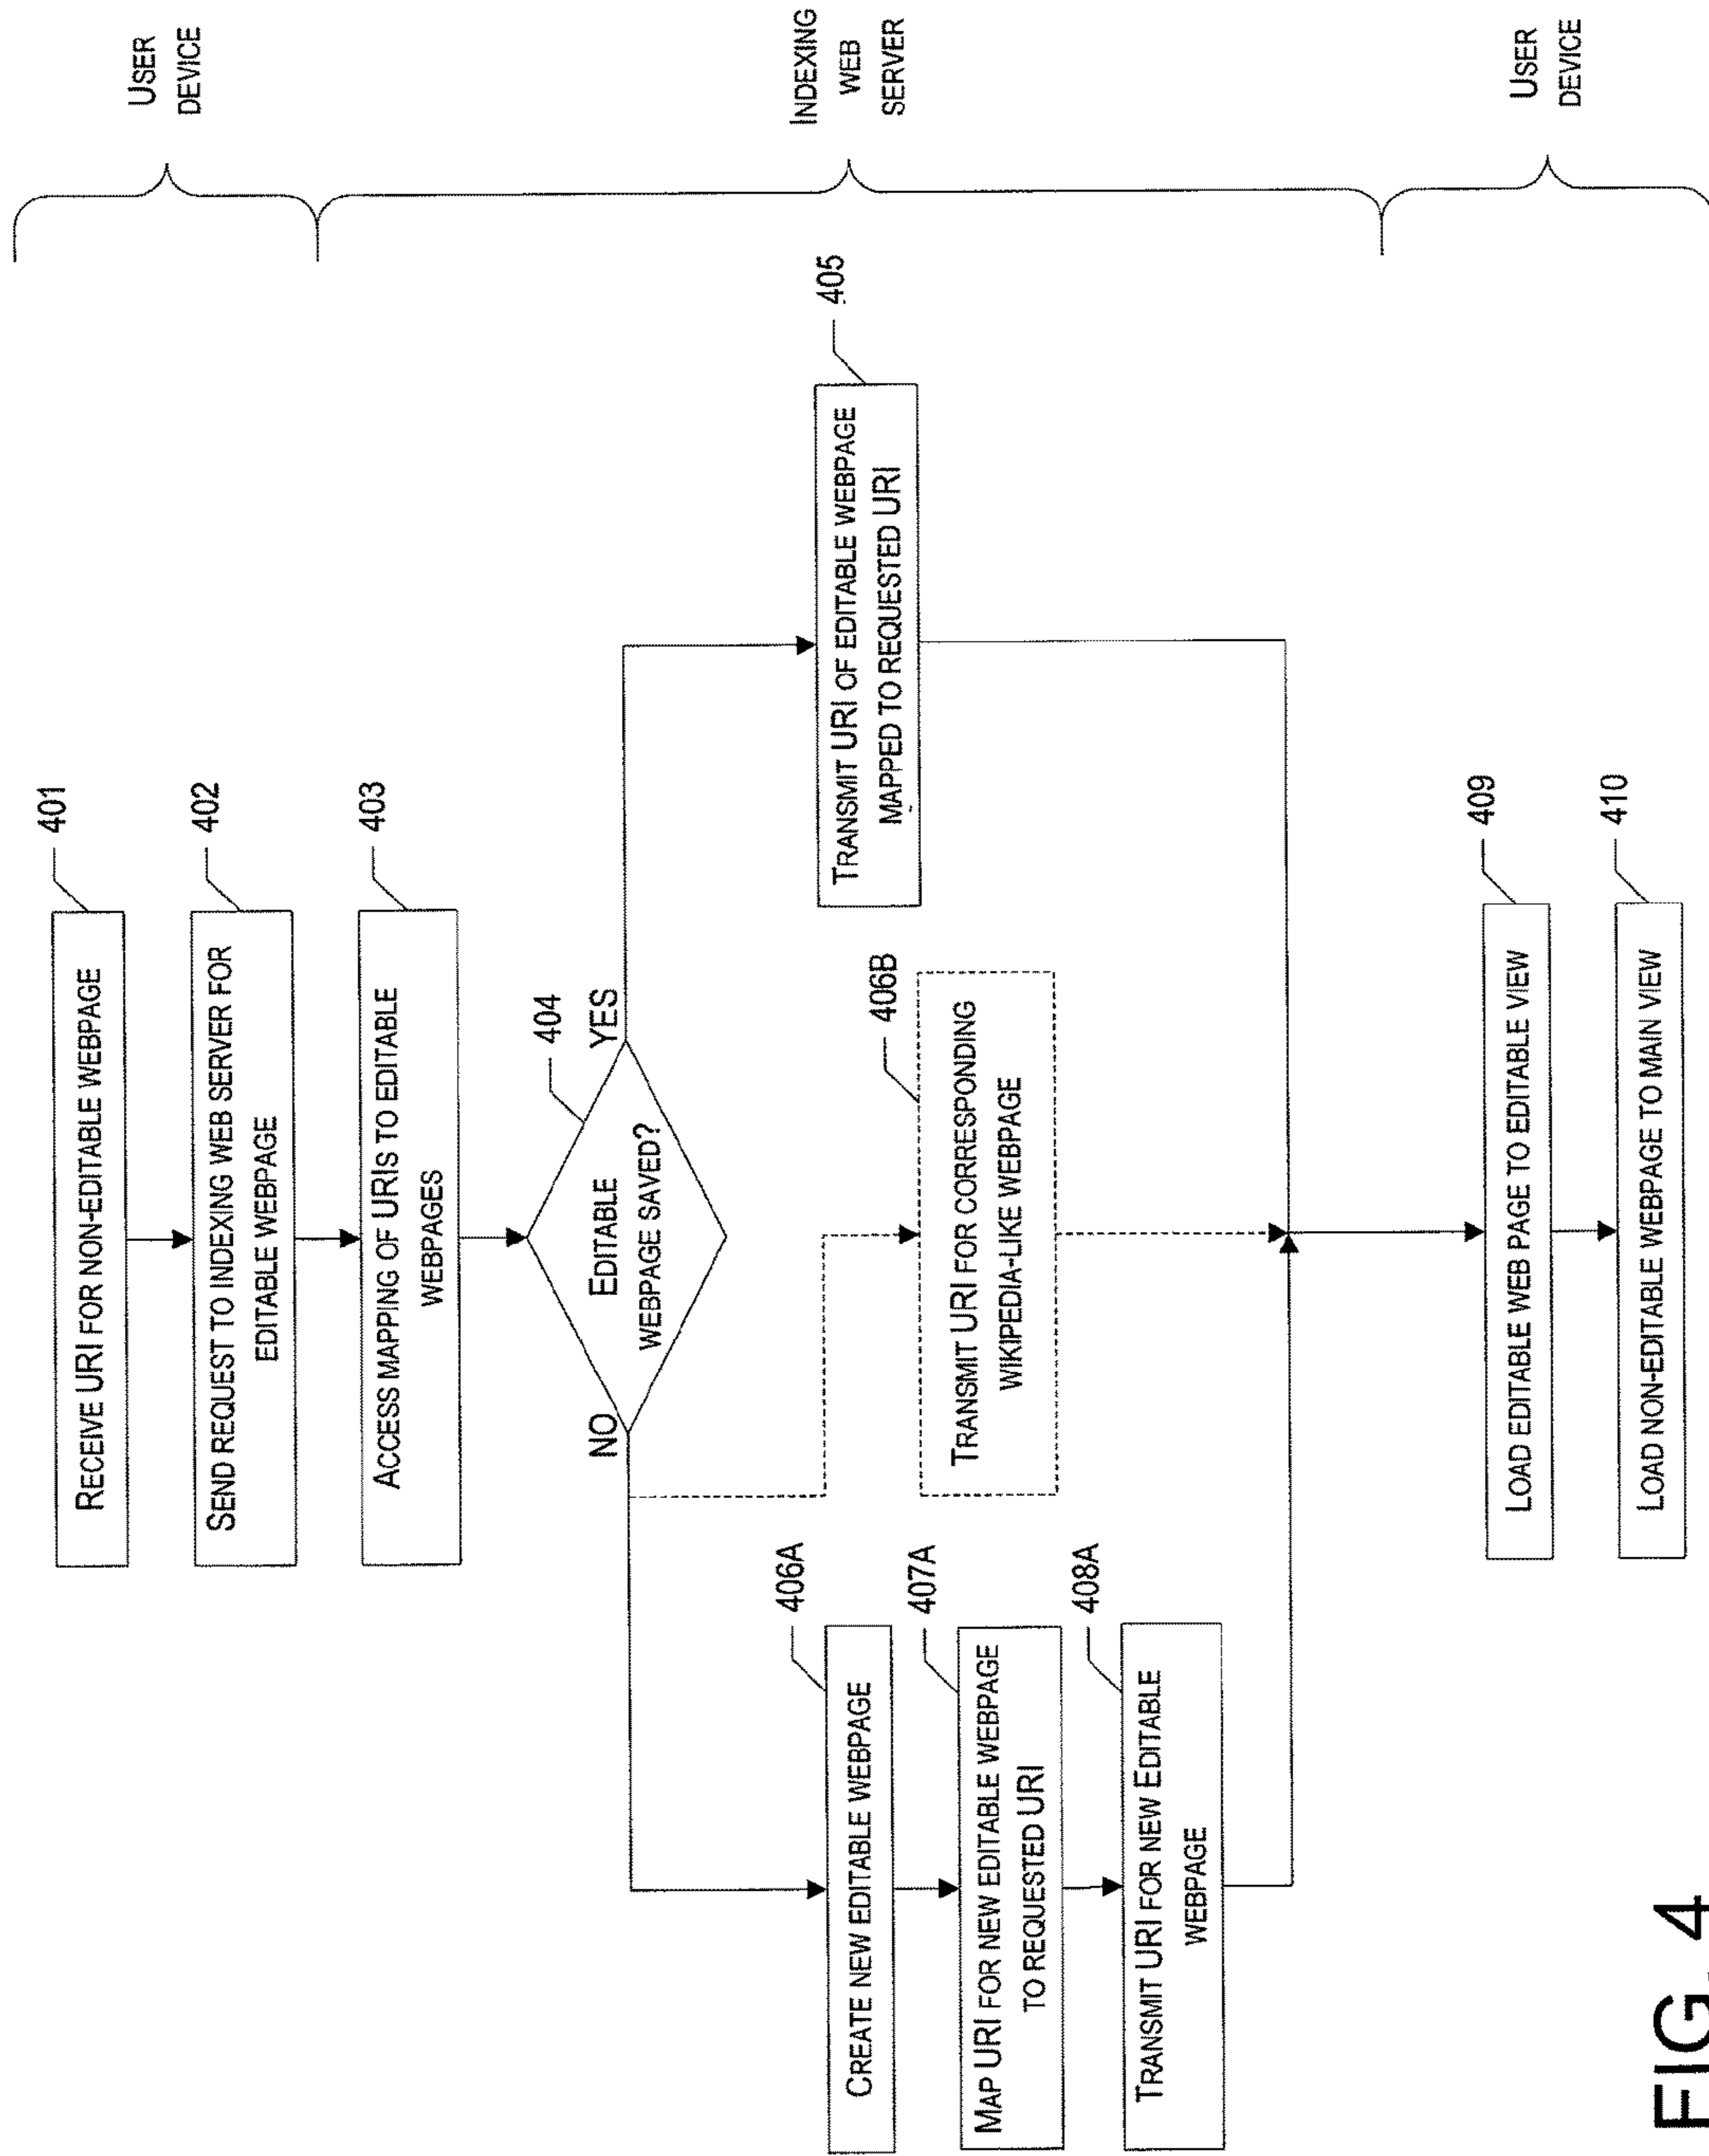 401
RECEIVE URI FOR NON-EDITABLE WEBPAGE
402
SEND REQUEST TO INDEXING WEB SERVER FOR
EDITABLE WEBPAGE
USER
DEVICE
403
ACCESS MAPPING OF URIS TO EDITABLE
WEBPAGES
404
EDITABLE
WEBPAGE SAVED?
NO
YES
INDEXING
WEB
SERVER
406A
CREATE NEW EDITABLE WEBPAGE
407A
MAP URI FOR NEW EDITABLE WEBPAGE
TO REQUESTED URI
408A
TRANSMIT URI FOR NEW EDITABLE
WEBPAGE
406B
TRANSMIT URI FOR CORRESPONDING
WIKIPEDIA-LIKE WEBPAGE
405
TRANSMIT URI OF EDITABLE WEBPAGE
MAPPED TO REQUESTED URI
409
LOAD EDITABLE WEB PAGE TO EDITABLE VIEW
410
LOAD NON-EDITABLE WEBPAGE TO MAIN VIEW
USER
DEVICE
FIG. 4